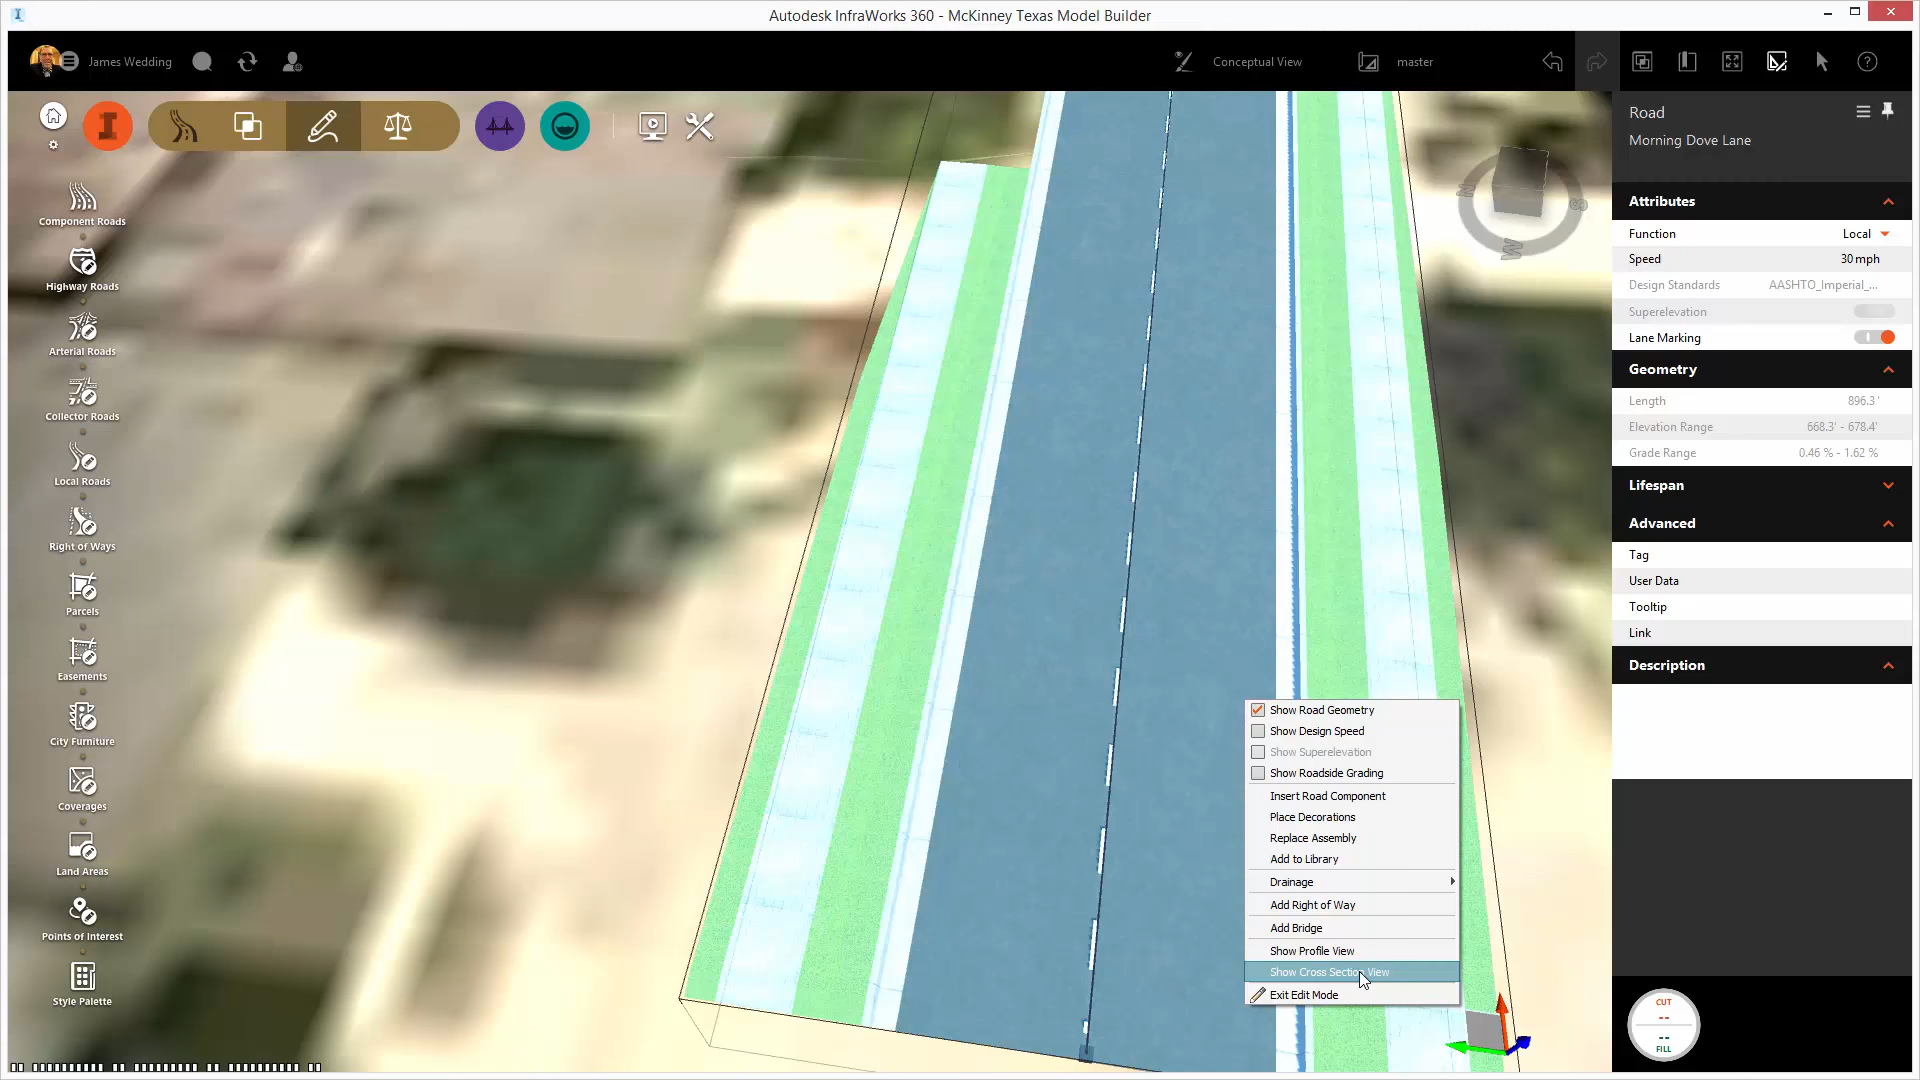 Autodesk InfraWorks 360 - McKinney Texas Model Builder
James Wedding
Conceptual View
master
Component Roads
Highway Roads
Arterial Roads
Collector Roads
Local Roads
Right of Ways
Parcels
Easements
City Furniture
Coverages
Land Areas
Points of Interest
Style Palette
N
S
W
Show Road Geometry
Show Design Speed
Show Superelevation
Show Roadside Grading
Insert Road Component
Place Decorations
Replace Assembly
Add to Library
Drainage
Add Right of Way
Add Bridge
Show Profile View
Show Cross Section View
Exit Edit Mode
Road
Morning Dove Lane
Attributes
Function Local
Speed 30 mph
Design Standards AASHTO_Imperial_...
Superelevation
Lane Marking
Geometry
Length 896.3'
Elevation Range 668.3' - 678.4'
Grade Range 0.46 % - 1.62 %
Lifespan
Advanced
Tag
User Data
Tooltip
Link
Description
CUT
--
--
FILL